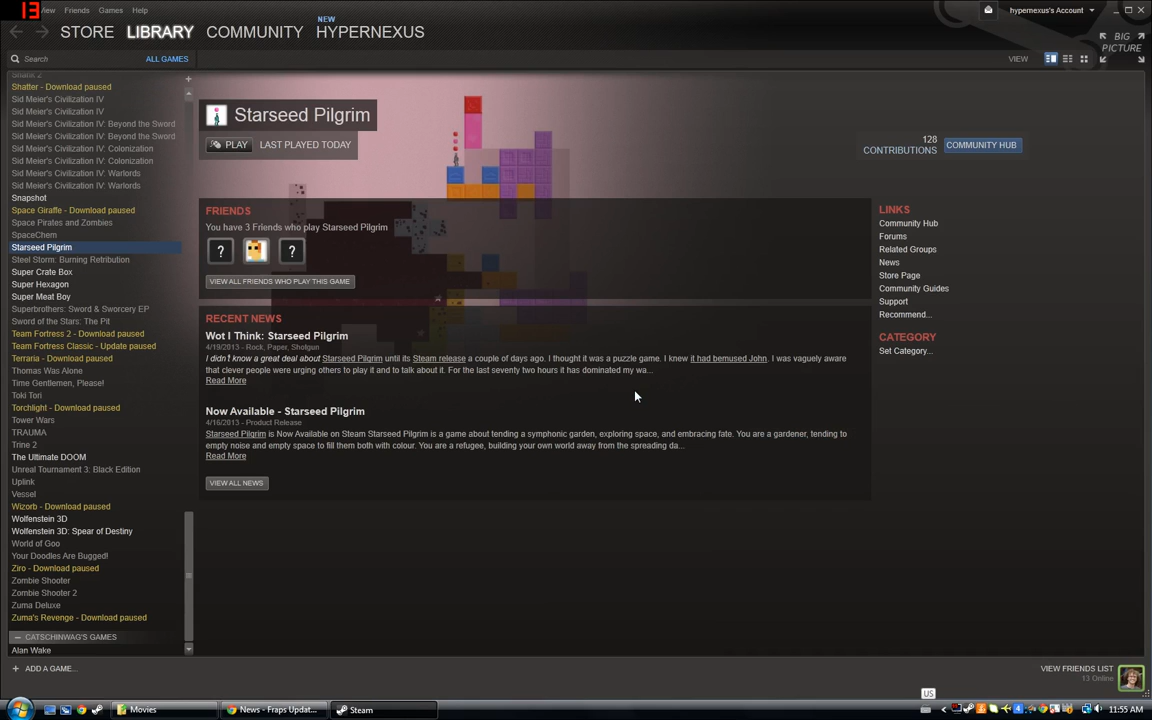 13 View Friends Games Help
hypernexus's Account
NEW
STORE LIBRARY COMMUNITY HYPERNEXUS
BIG PICTURE
Search ALL GAMES
VIEW
Shank 2
Shatter - Download paused
Sid Meier's Civilization IV
Sid Meier's Civilization IV
Sid Meier's Civilization IV: Beyond the Sword
Sid Meier's Civilization IV: Beyond the Sword
Sid Meier's Civilization IV: Colonization
Sid Meier's Civilization IV: Colonization
Sid Meier's Civilization IV: Warlords
Sid Meier's Civilization IV: Warlords
Snapshot
Space Giraffe - Download paused
Space Pirates and Zombies
SpaceChem
Starseed Pilgrim
Steel Storm: Burning Retribution
Super Crate Box
Super Hexagon
Super Meat Boy
Superbrothers: Sword & Sworcery EP
Sword of the Stars: The Pit
Team Fortress 2 - Download paused
Team Fortress Classic - Update paused
Terraria - Download paused
Thomas Was Alone
Time Gentlemen, Please!
Toki Tori
Torchlight - Download paused
Tower Wars
TRAUMA
Trine 2
The Ultimate DOOM
Unreal Tournament 3: Black Edition
Uplink
Vessel
Wizorb - Download paused
Wolfenstein 3D
Wolfenstein 3D: Spear of Destiny
World of Goo
Your Doodles Are Bugged!
Ziro - Download paused
Zombie Shooter
Zombie Shooter 2
Zuma Deluxe
Zuma's Revenge - Download paused
CATSCHINWAG'S GAMES
Alan Wake
ADD A GAME...
Starseed Pilgrim
PLAY LAST PLAYED TODAY
128
CONTRIBUTIONS
COMMUNITY HUB
FRIENDS
You have 3 Friends who play Starseed Pilgrim
? ?
VIEW ALL FRIENDS WHO PLAY THIS GAME
RECENT NEWS
Wot I Think: Starseed Pilgrim
4/19/2013 - Rock, Paper, Shotgun
I didn't know a great deal about Starseed Pilgrim until its Steam release a couple of days ago. I thought it was a puzzle game. I knew it had bemused John. I was vaguely aware
that clever people were urging others to play it and to talk about it. For the last seventy two hours it has dominated my wa...
Read More
Now Available - Starseed Pilgrim
4/16/2013 - Product Release
Starseed Pilgrim is Now Available on Steam Starseed Pilgrim is a game about tending a symphonic garden, exploring space, and embracing fate. You are a gardener, tending to
empty noise and empty space to fill them both with colour. You are a refugee, building your own world away from the spreading da...
Read More
VIEW ALL NEWS
LINKS
Community Hub
Forums
Related Groups
News
Store Page
Community Guides
Support
Recommend...
CATEGORY
Set Category...
VIEW FRIENDS LIST
13 Online
US
Movies
News - Fraps Updat...
Steam
11:55 AM